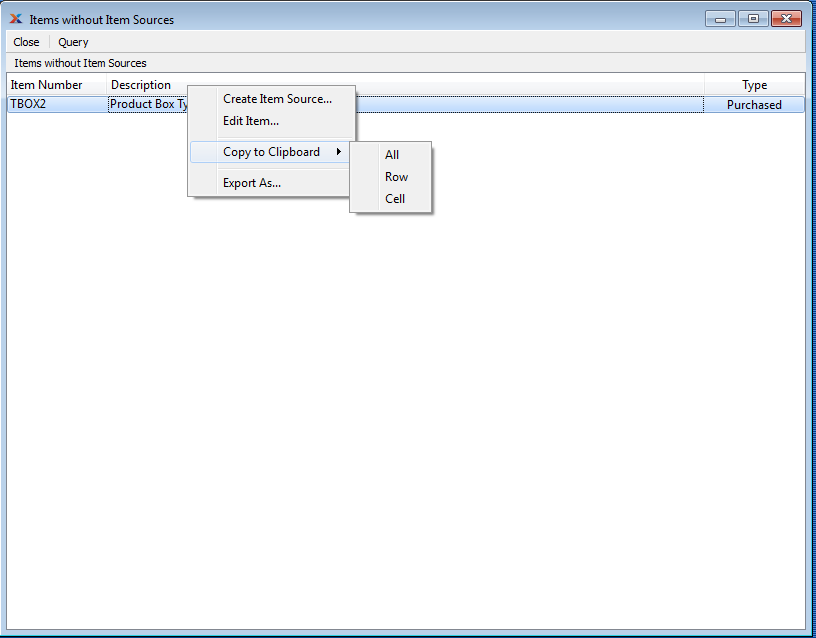 Items without Item Sources
Close Query
Items without Item Sources
Item Number Description Type
TBOX2 Product Box Ty Purchased
Create Item Source...
Edit Item...
Copy to Clipboard
All
Row
Cell
Export As...